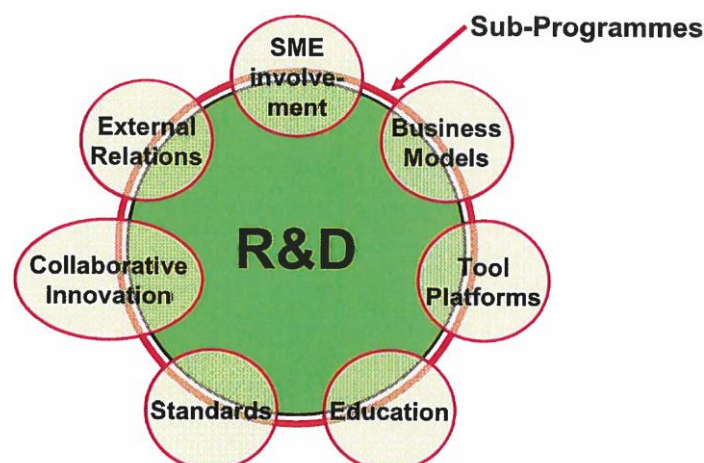 Sub-Programmes
SME
involve-
ment
External
Relations
Business
Models
R&D
Collaborative
Innovation
Tool
Platforms
Standards
Education